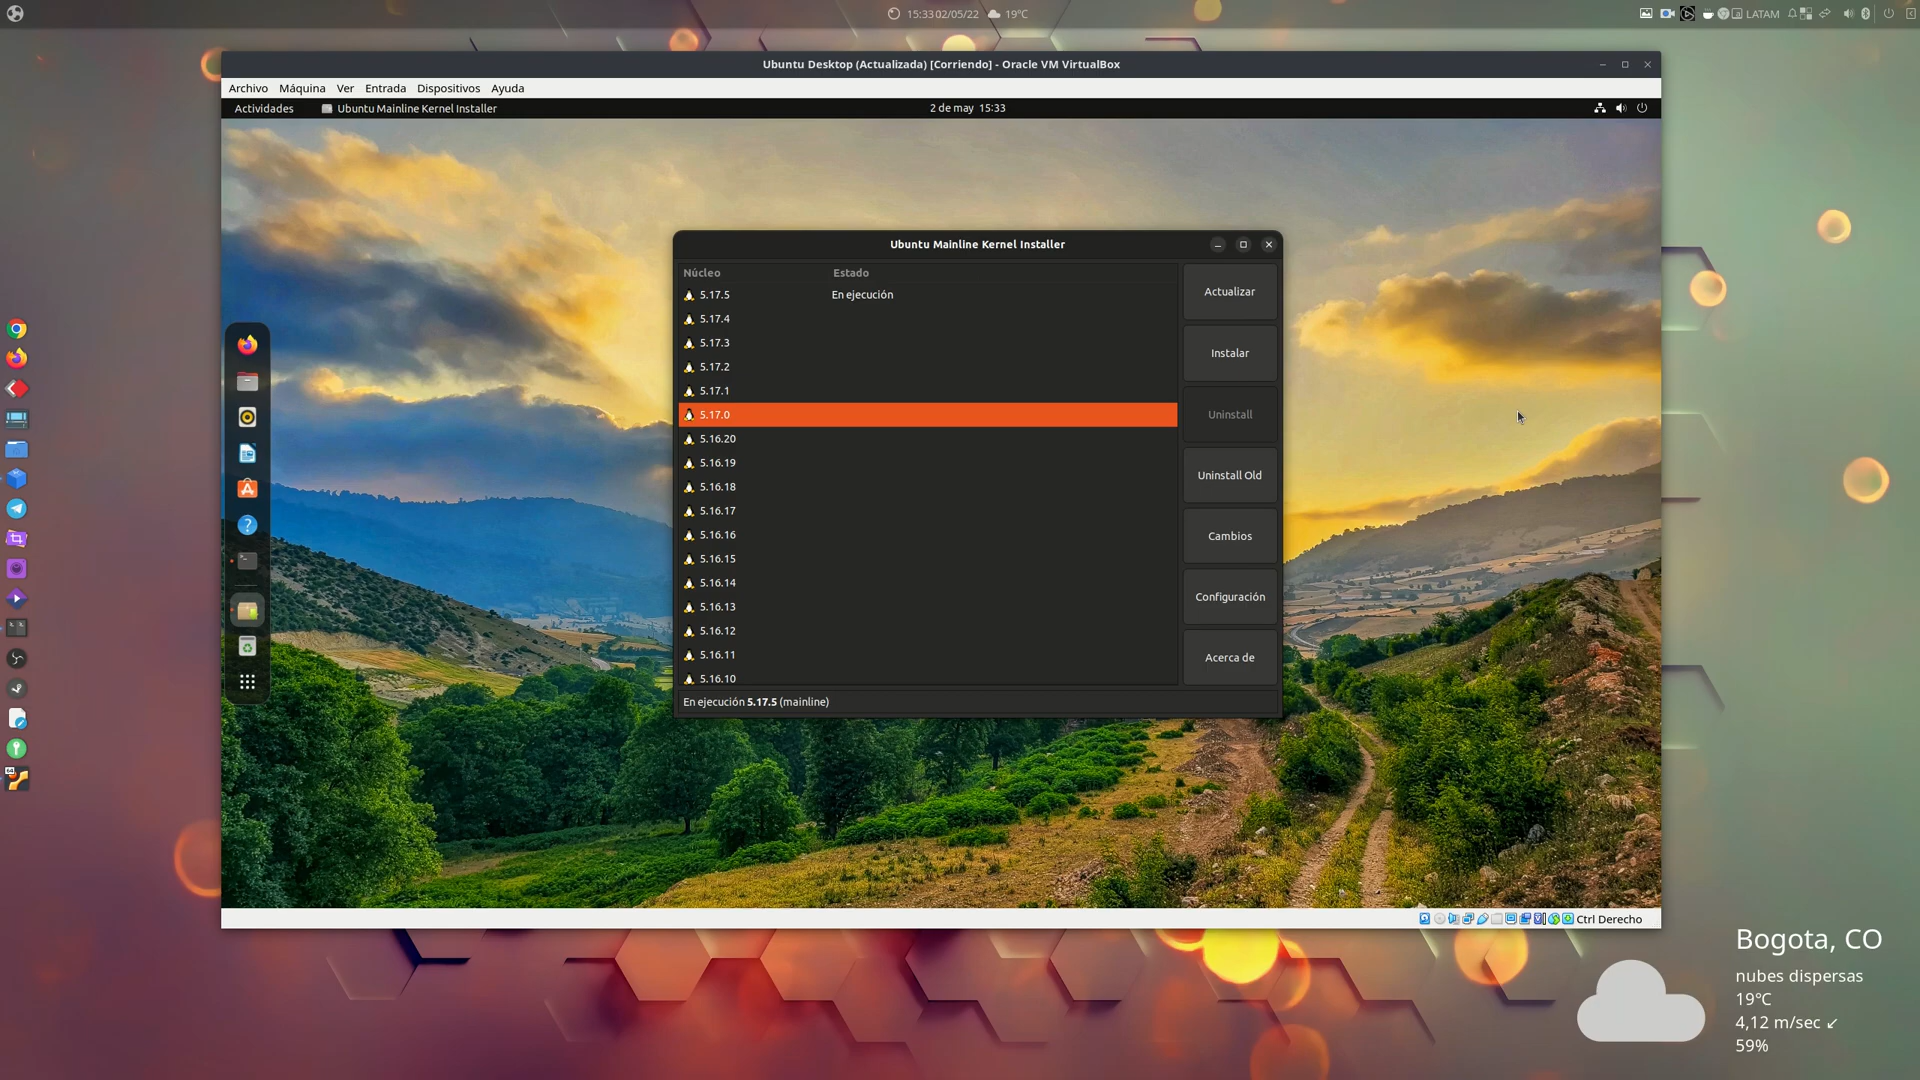 15:33 02/05/22 19°C
LATAM
Ubuntu Desktop (Actualizada) [Corriendo] - Oracle VM VirtualBox
Archivo Máquina Ver Entrada Dispositivos Ayuda
Actividades Ubuntu Mainline Kernel Installer 2 de may 15:33
Ubuntu Mainline Kernel Installer
Núcleo Estado
5.17.5 En ejecución
5.17.4
5.17.3
5.17.2
5.17.1
5.17.0
5.16.20
5.16.19
5.16.18
5.16.17
5.16.16
5.16.15
5.16.14
5.16.13
5.16.12
5.16.11
5.16.10
Actualizar
Instalar
Uninstall
Uninstall Old
Cambios
Configuración
Acerca de
En ejecución 5.17.5 (mainline)
Ctrl Derecho
Bogota, CO
nubes dispersas
19°C
4,12 m/sec ↙
59%